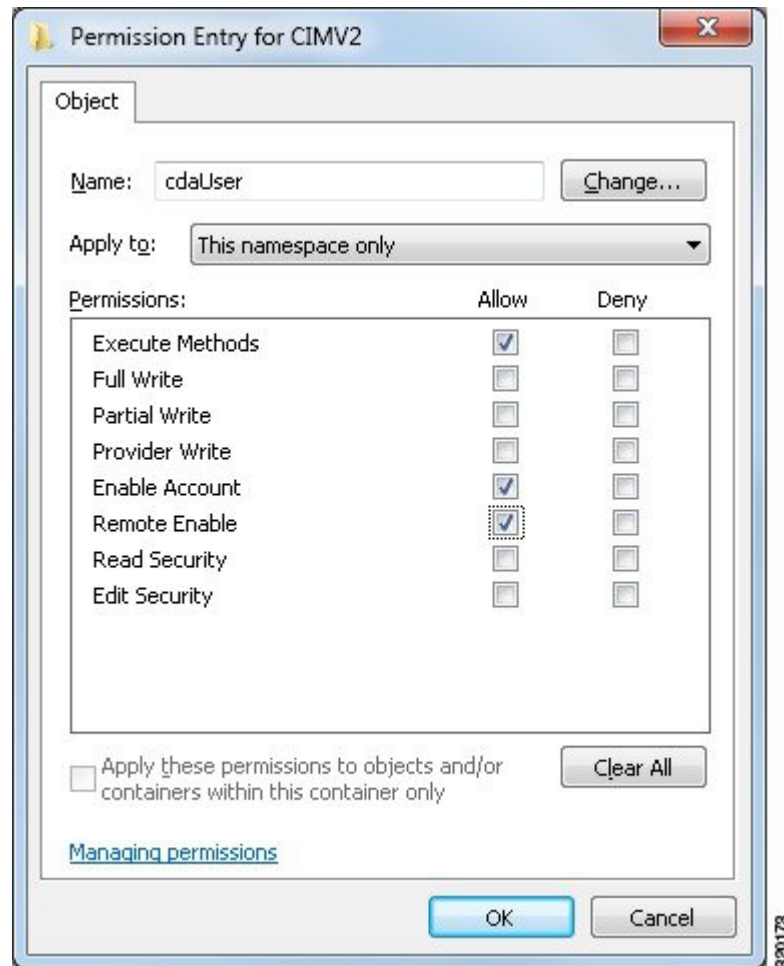 Permission Entry for CIMV2
Object
Name: cdaUser Change...
Apply to: This namespace only
Permissions: Allow Deny
Execute Methods
Full Write
Partial Write
Provider Write
Enable Account
Remote Enable
Read Security
Edit Security
Apply these permissions to objects and/or
containers within this container only
Clear All
Managing permissions
OK Cancel